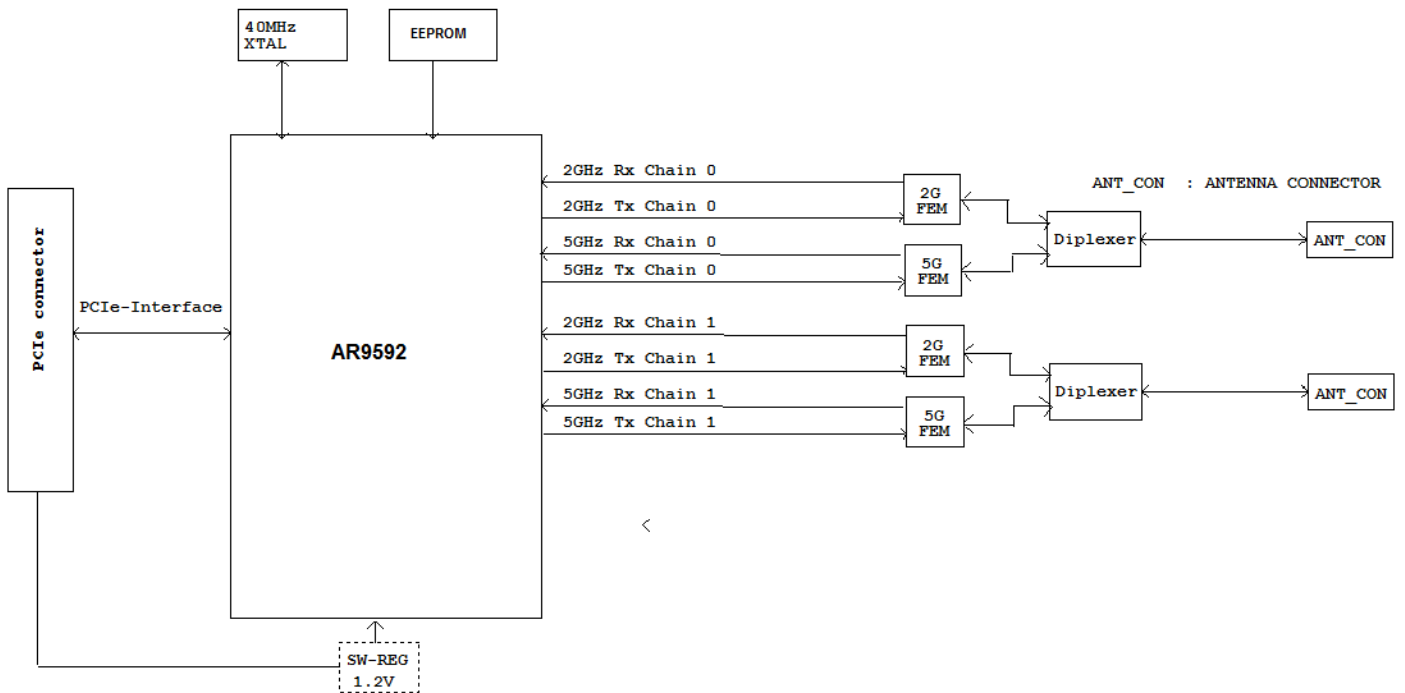 40MHz
XTAL
EEPROM
2GHz Rx Chain 0
2GHz Tx Chain 0
5GHz Rx Chain 0
5GHz Tx Chain 0
2G
FEM
5G
FEM
ANT_CON : ANTENNA CONNECTOR
Diplexer
ANT_CON
PCIe connector
PCIe-Interface
AR9592
2GHz Rx Chain 1
2GHz Tx Chain 1
5GHz Rx Chain 1
5GHz Tx Chain 1
2G
FEM
5G
FEM
Diplexer
ANT_CON
SW-REG
1.2V